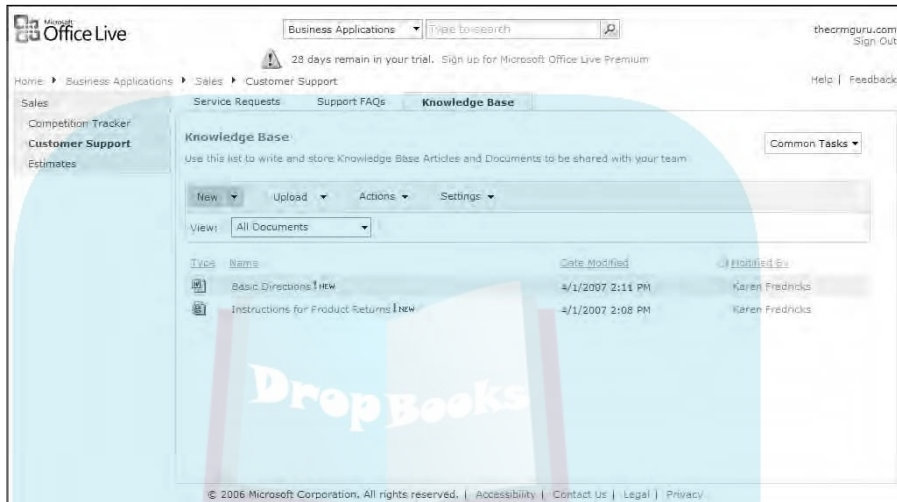 Microsoft
Office Live
Business Applications
Type to search
thecrmguru.com
Sign Out
28 days remain in your trial. Sign up for Microsoft Office Live Premium
Home ▸ Business Applications ▸ Sales ▸ Customer Support
Help | Feedback
Sales
Competition Tracker
Customer Support
Estimates
Service Requests
Support FAQs
Knowledge Base
Knowledge Base
Use this list to write and store Knowledge Base Articles and Documents to be shared with your team
Common Tasks
New
Upload
Actions
Settings
View: All Documents
Type Name Date Modified Modified By
Basic Directions ! NEW 4/1/2007 2:11 PM Karen Fredricks
Instructions for Product Returns ! NEW 4/1/2007 2:08 PM Karen Fredricks
DropBooks
© 2006 Microsoft Corporation. All rights reserved. | Accessibility | Contact Us | Legal | Privacy